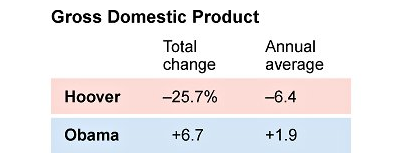 Gross Domestic Product
Total Annual
change average
Hoover –25.7% –6.4
Obama +6.7 +1.9